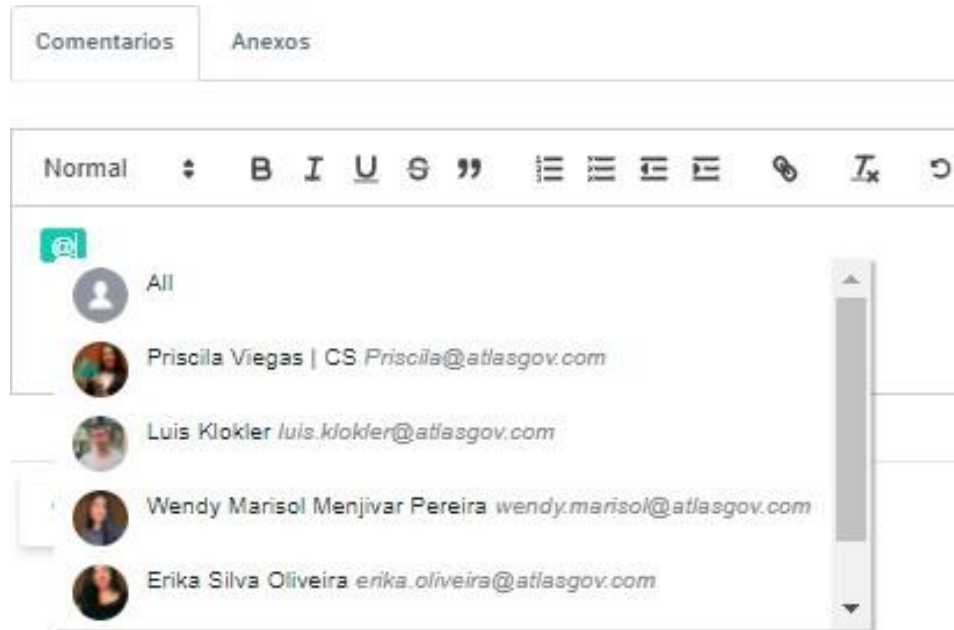 Comentarios Anexos
Normal
@
All
Priscila Viegas | CS Priscila@atlasgov.com
Luis Klokler luis.klokler@atlasgov.com
Wendy Marisol Menjivar Pereira wendy.marisol@atlasgov.com
Erika Silva Oliveira erika.oliveira@atlasgov.com